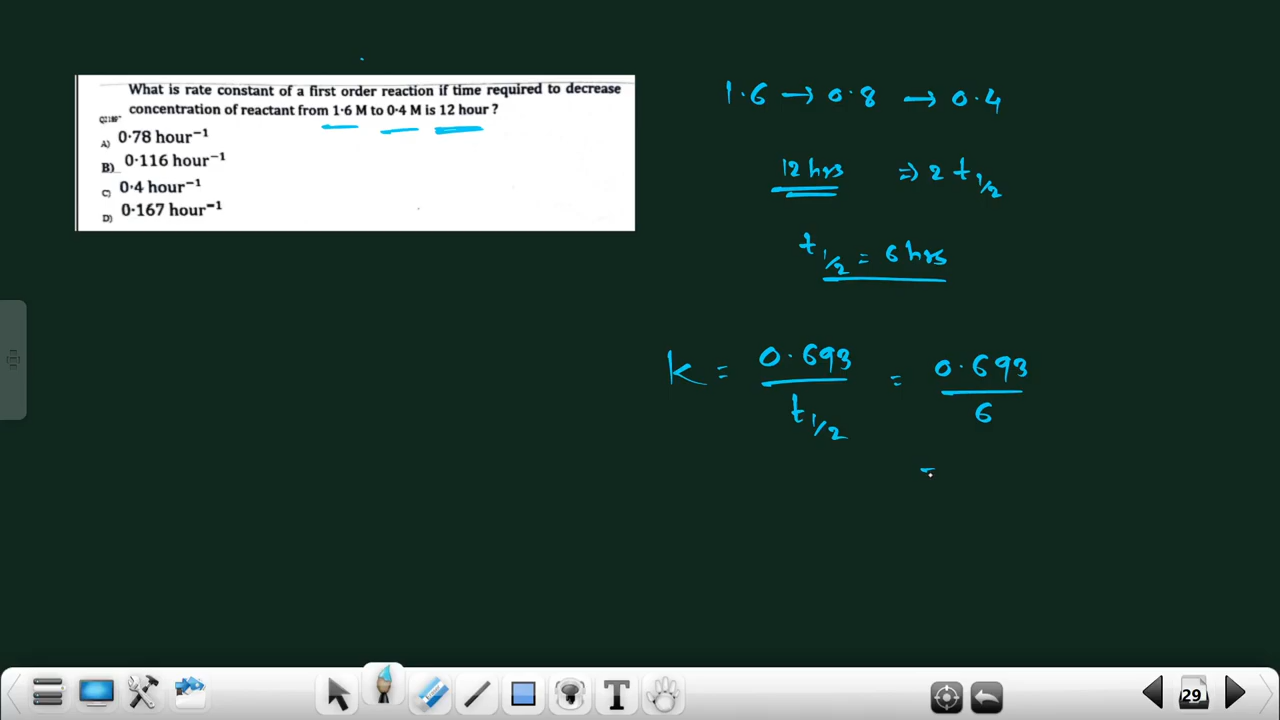 What is rate constant of a first order reaction if time required to decrease
concentration of reactant from 1·6 M to 0·4 M is 12 hour ?
A) 0·78 hour⁻¹
B) 0·116 hour⁻¹
C) 0·4 hour⁻¹
D) 0·167 hour⁻¹
1.6 → 0.8 → 0.4
12 hrs ⇒ 2 t1/2
t1/2 = 6 hrs
K = 0.693 / t1/2 = 0.693 / 6
=
T
29